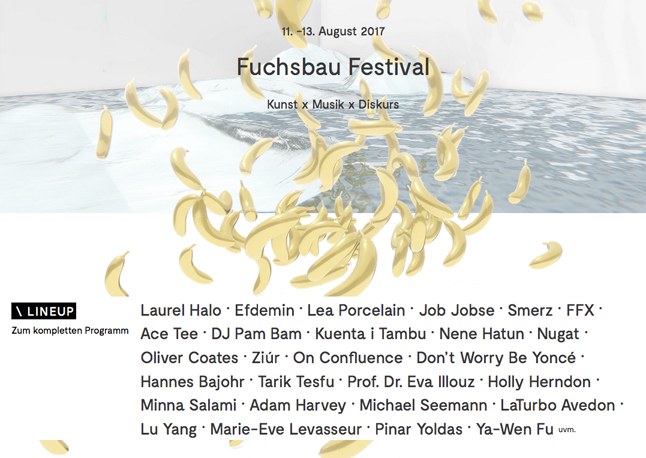 11. -13. August 2017
Fuchsbau Festival
Kunst x Musik x Diskurs
\ LINEUP
Zum kompletten Programm
Laurel Halo · Efdemin · Lea Porcelain · Job Jobse · Smerz · FFX ·
Ace Tee · DJ Pam Bam · Kuenta i Tambu · Nene Hatun · Nugat ·
Oliver Coates · Ziúr · On Confluence · Don't Worry Be Yoncé ·
Hannes Bajohr · Tarik Tesfu · Prof. Dr. Eva Illouz · Holly Herndon ·
Minna Salami · Adam Harvey · Michael Seemann · LaTurbo Avedon ·
Lu Yang · Marie-Eve Levasseur · Pinar Yoldas · Ya-Wen Fu uvm.